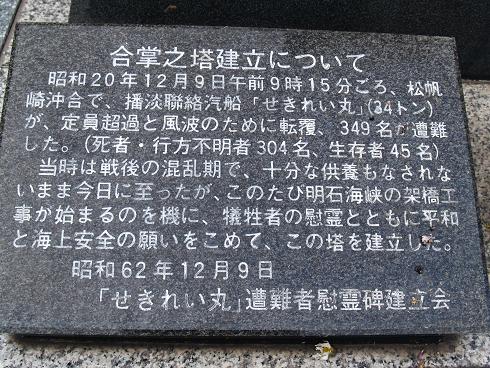 合掌之塔建立について
昭和20年12月9日午前9時15分ごろ、松帆
崎沖合で、播淡聯絡汽船「せきれい丸」(34トン)
が、定員超過と風波のために転覆、349名が遭難
した。(死者・行方不明者304名、生存者45名)
当時は戦後の混乱期で、十分な供養もなされな
いまま今日に至ったが、このたび明石海峡の架橋工
事が始まるのを機に、犠牲者の慰霊とともに平和
と海上安全の願いをこめて、この塔を建立した。
昭和62年12月9日
「せきれい丸」遭難者慰霊碑建立会